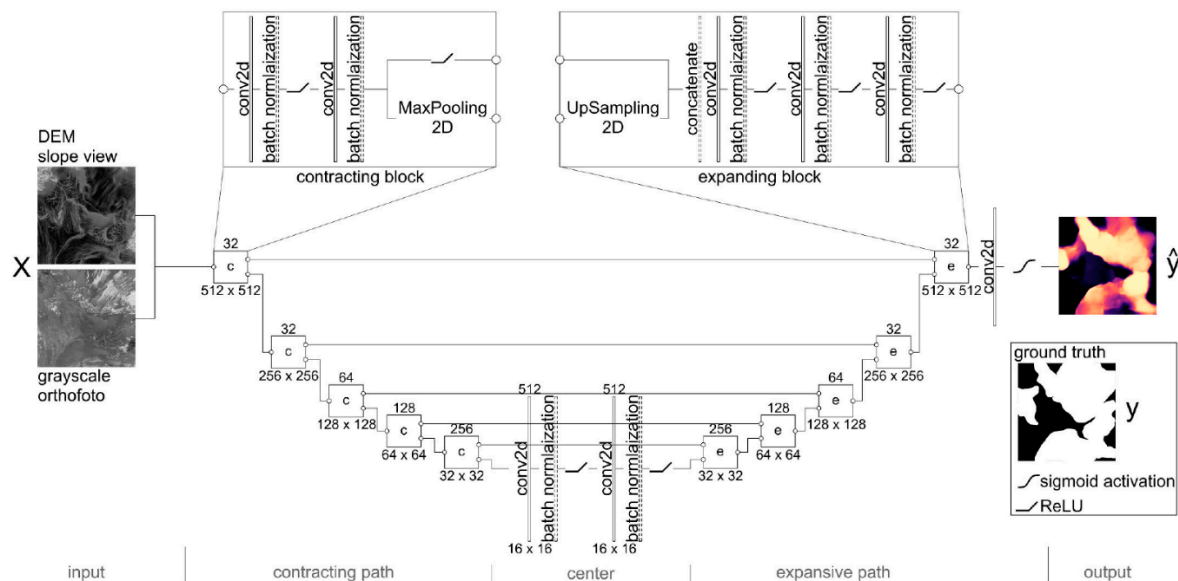 conv2d
batch normlaization
conv2d
batch normlaization
MaxPooling
2D
contracting block
UpSampling
2D
concatenate
conv2d
batch normlaization
conv2d
batch normlaization
conv2d
batch normlaization
expanding block
DEM
slope view
X
grayscale
orthofoto
32
c
512 x 512
32
c
256 x 256
64
c
128 x 128
128
c
64 x 64
256
c
32 x 32
512
conv2d
batch normlaization
16 x 16
512
conv2d
batch normlaization
16 x 16
256
e
32 x 32
128
e
64 x 64
64
e
128 x 128
32
e
256 x 256
32
e
512 x 512
conv2d
ŷ
ground truth
y
sigmoid activation
ReLU
input
contracting path
center
expansive path
output